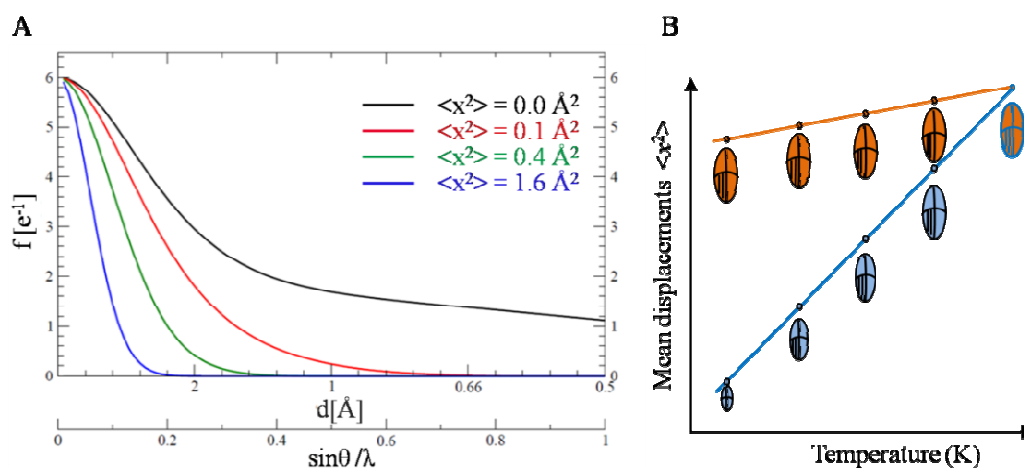 A
B
6
5
4
3
2
1
0
6
5
4
3
2
1
0
f [e⁻¹]
<x²> = 0.0 Å²
<x²> = 0.1 Å²
<x²> = 0.4 Å²
<x²> = 1.6 Å²
2 1 0.66 0.5
d[Å]
0 0.2 0.4 0.6 0.8 1
sinθ/λ
Mean displacements <x²>
Temperature (K)